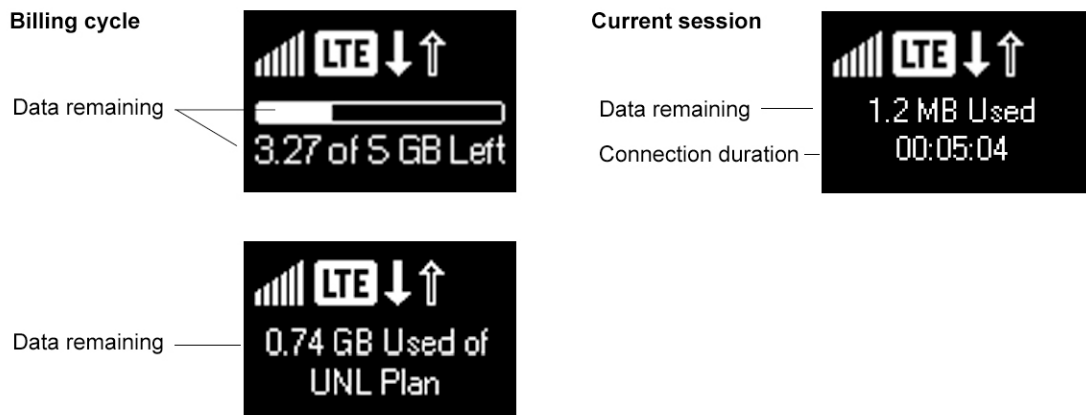 Billing cycle
LTE
Data remaining
3.27 of 5 GB Left
LTE
Data remaining
0.74 GB Used of
UNL Plan
Current session
LTE
Data remaining
1.2 MB Used
Connection duration
00:05:04